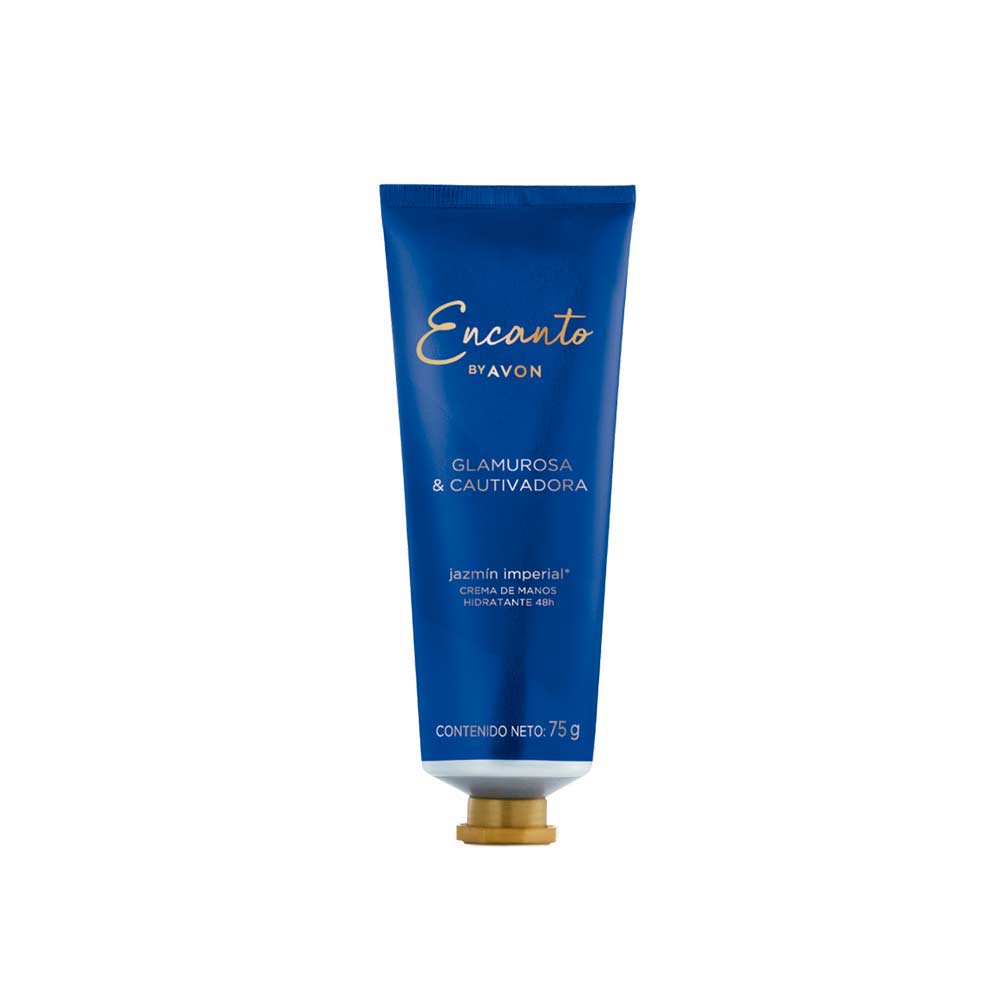 Encanto
BY AVON
GLAMUROSA
& CAUTIVADORA
jazmín imperial*
CREMA DE MANOS
HIDRATANTE 48h
CONTENIDO NETO: 75 g